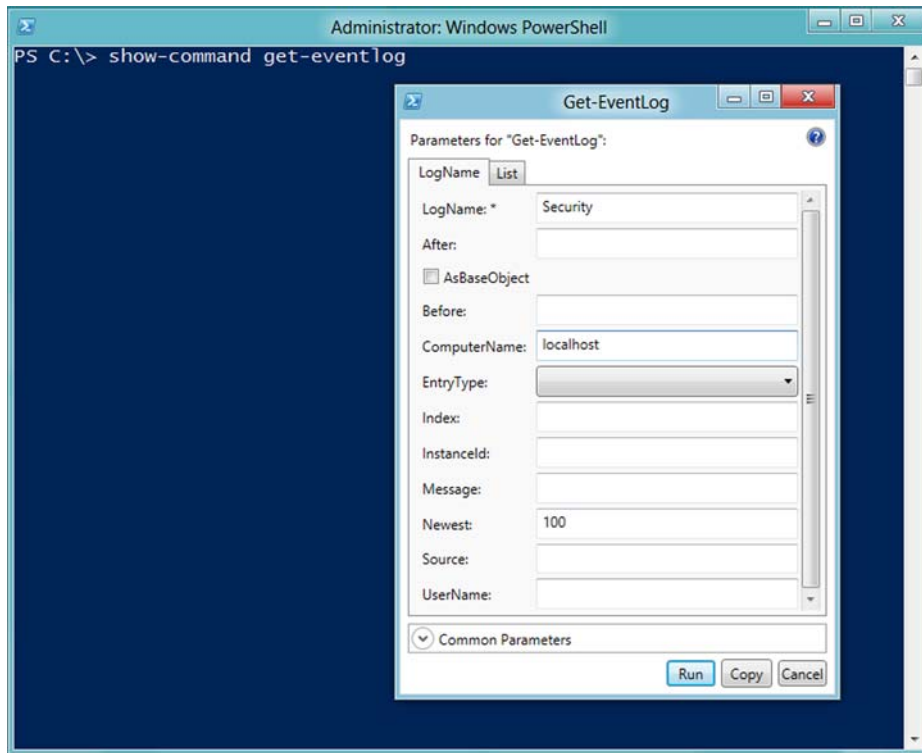 Administrator: Windows PowerShell
PS C:\> show-command get-eventlog
Get-EventLog
Parameters for "Get-EventLog":
?
LogName List
LogName: * Security
After:
AsBaseObject
Before:
ComputerName: localhost
EntryType:
Index:
InstanceId:
Message:
Newest: 100
Source:
UserName:
Common Parameters
Run Copy Cancel